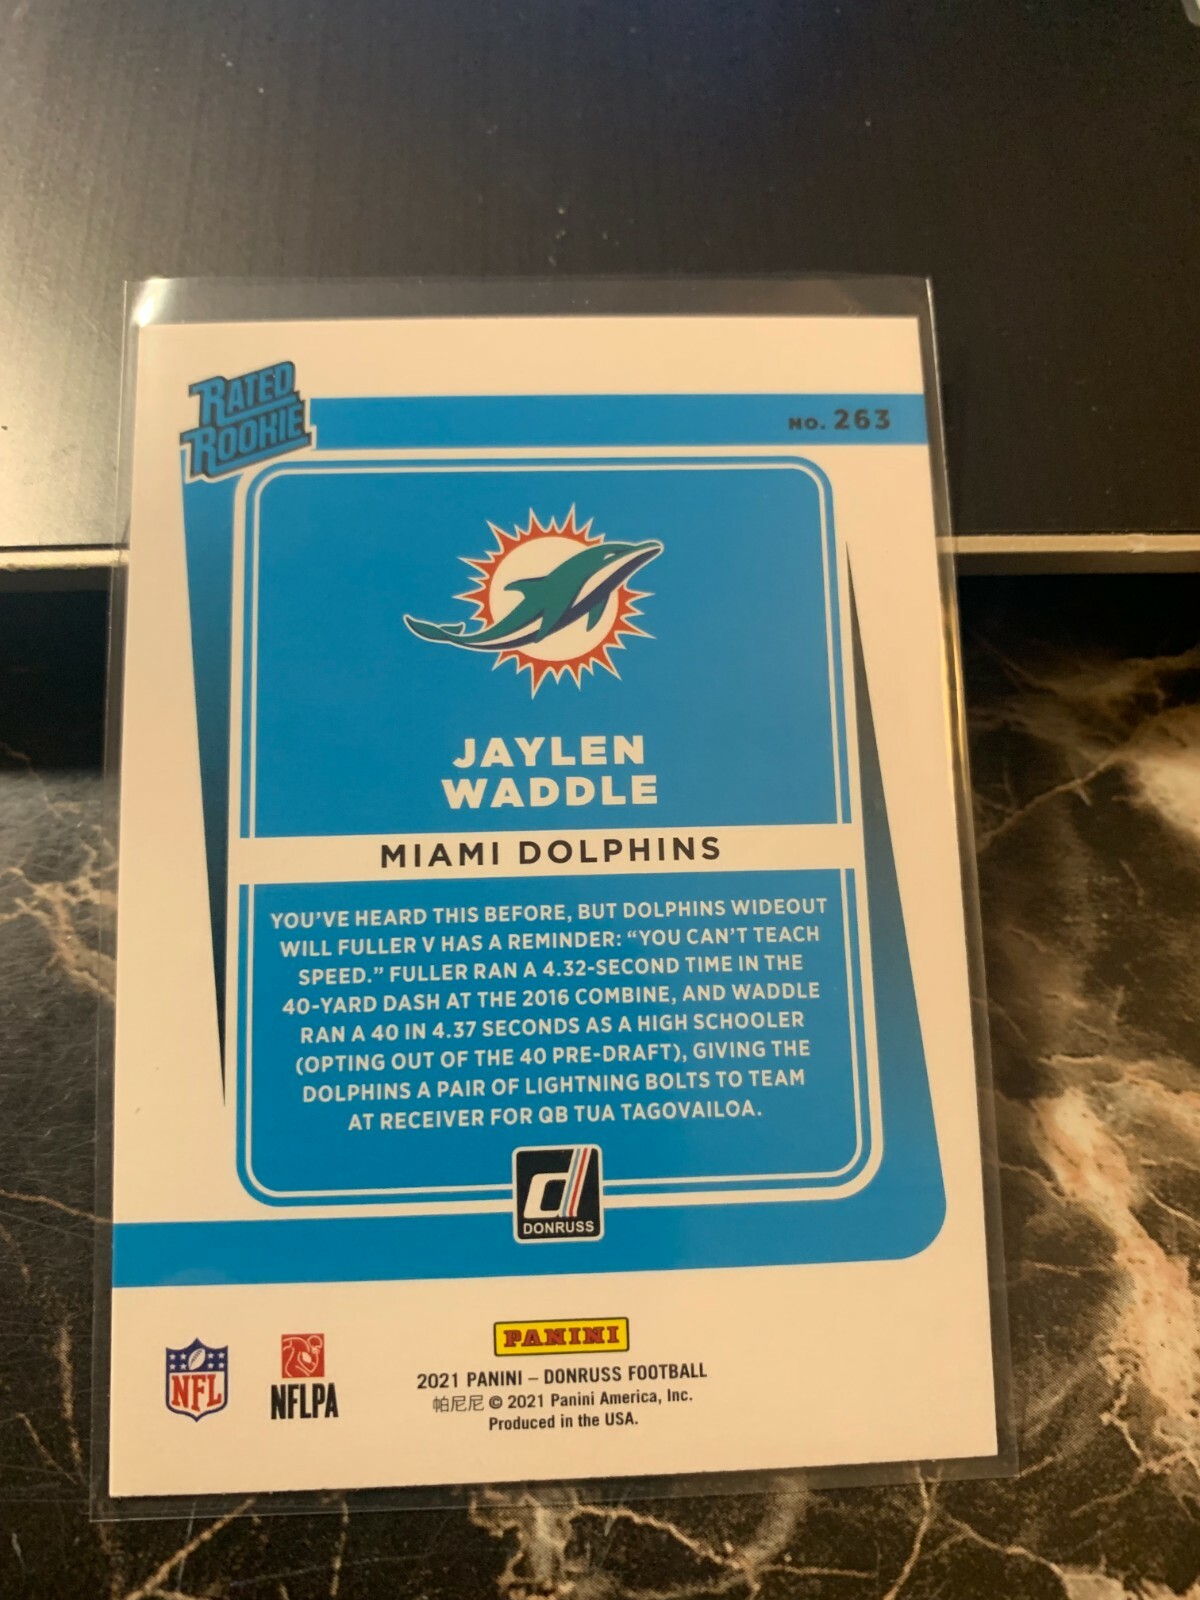 RATED
ROOKIE
NO. 263
JAYLEN
WADDLE
MIAMI DOLPHINS
YOU'VE HEARD THIS BEFORE, BUT DOLPHINS WIDEOUT
WILL FULLER V HAS A REMINDER: “YOU CAN'T TEACH
SPEED.” FULLER RAN A 4.32-SECOND TIME IN THE
40-YARD DASH AT THE 2016 COMBINE, AND WADDLE
RAN A 40 IN 4.37 SECONDS AS A HIGH SCHOOLER
(OPTING OUT OF THE 40 PRE-DRAFT), GIVING THE
DOLPHINS A PAIR OF LIGHTNING BOLTS TO TEAM
AT RECEIVER FOR QB TUA TAGOVAILOA.
d
DONRUSS
PANINI
NFL
NFLPA
2021 PANINI – DONRUSS FOOTBALL
帕尼尼 © 2021 Panini America, Inc.
Produced in the USA.